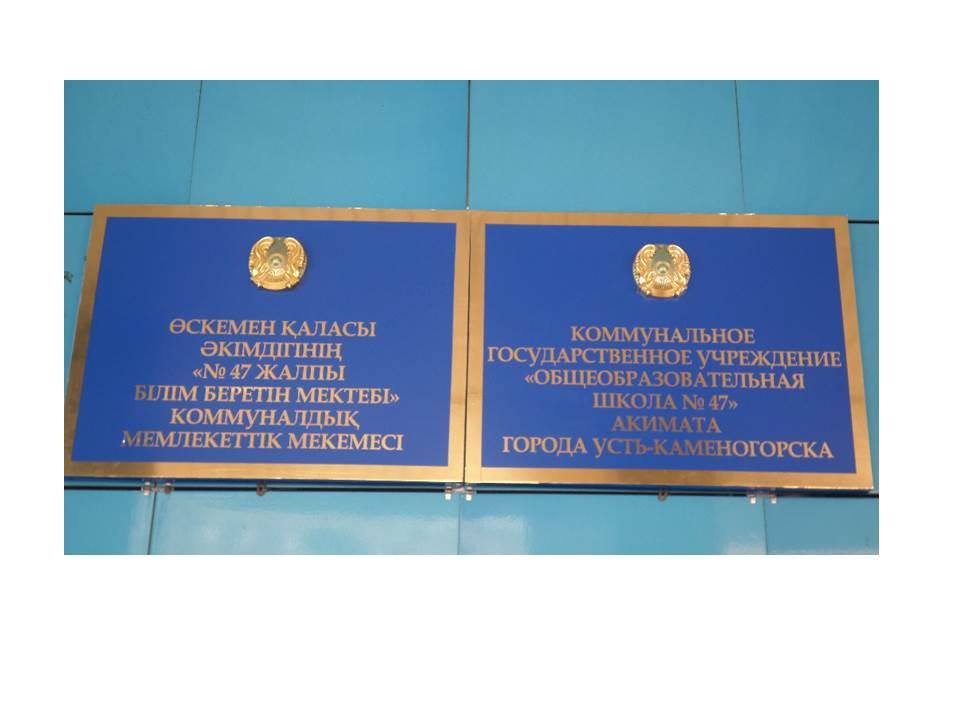 ӨСКЕМЕН ҚАЛАСЫ
ӘКІМДІГІНІҢ
«№ 47 ЖАЛПЫ
БІЛІМ БЕРЕТІН МЕКТЕБІ»
КОММУНАЛДЫҚ
МЕМЛЕКЕТТІК МЕКЕМЕСІ
КОММУНАЛЬНОЕ
ГОСУДАРСТВЕННОЕ УЧРЕЖДЕНИЕ
«ОБЩЕОБРАЗОВАТЕЛЬНАЯ
ШКОЛА № 47»
АКИМАТА
ГОРОДА УСТЬ-КАМЕНОГОРСКА